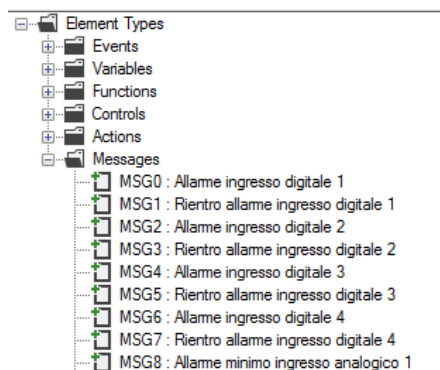 Element Types
Events
Variables
Functions
Controls
Actions
Messages
MSG0 : Allarme ingresso digitale 1
MSG1 : Rientro allarme ingresso digitale 1
MSG2 : Allarme ingresso digitale 2
MSG3 : Rientro allarme ingresso digitale 2
MSG4 : Allarme ingresso digitale 3
MSG5 : Rientro allarme ingresso digitale 3
MSG6 : Allarme ingresso digitale 4
MSG7 : Rientro allarme ingresso digitale 4
MSG8 : Allarme minimo ingresso analogico 1